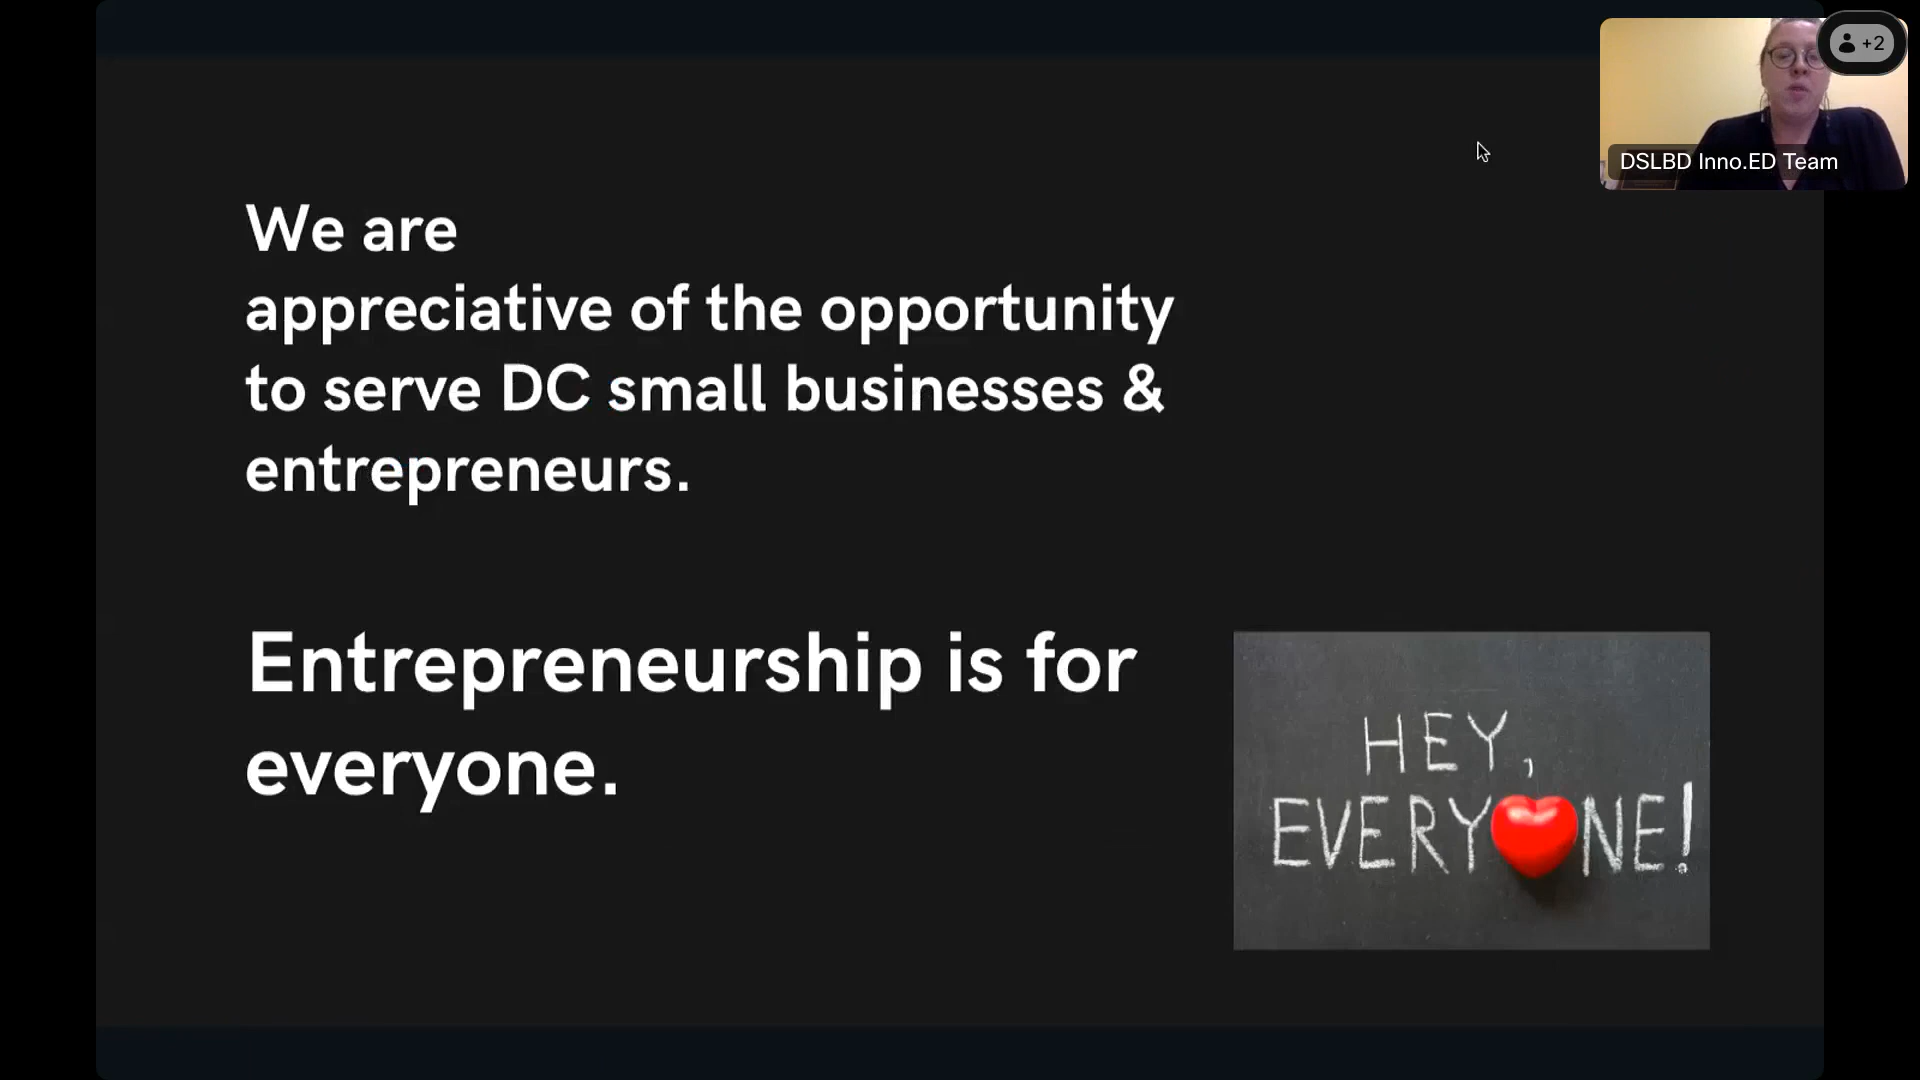 +2
DSLBD Inno.ED Team
We are
appreciative of the opportunity
to serve DC small businesses &
entrepreneurs.
Entrepreneurship is for
everyone.
HEY,
EVERY❤NE!